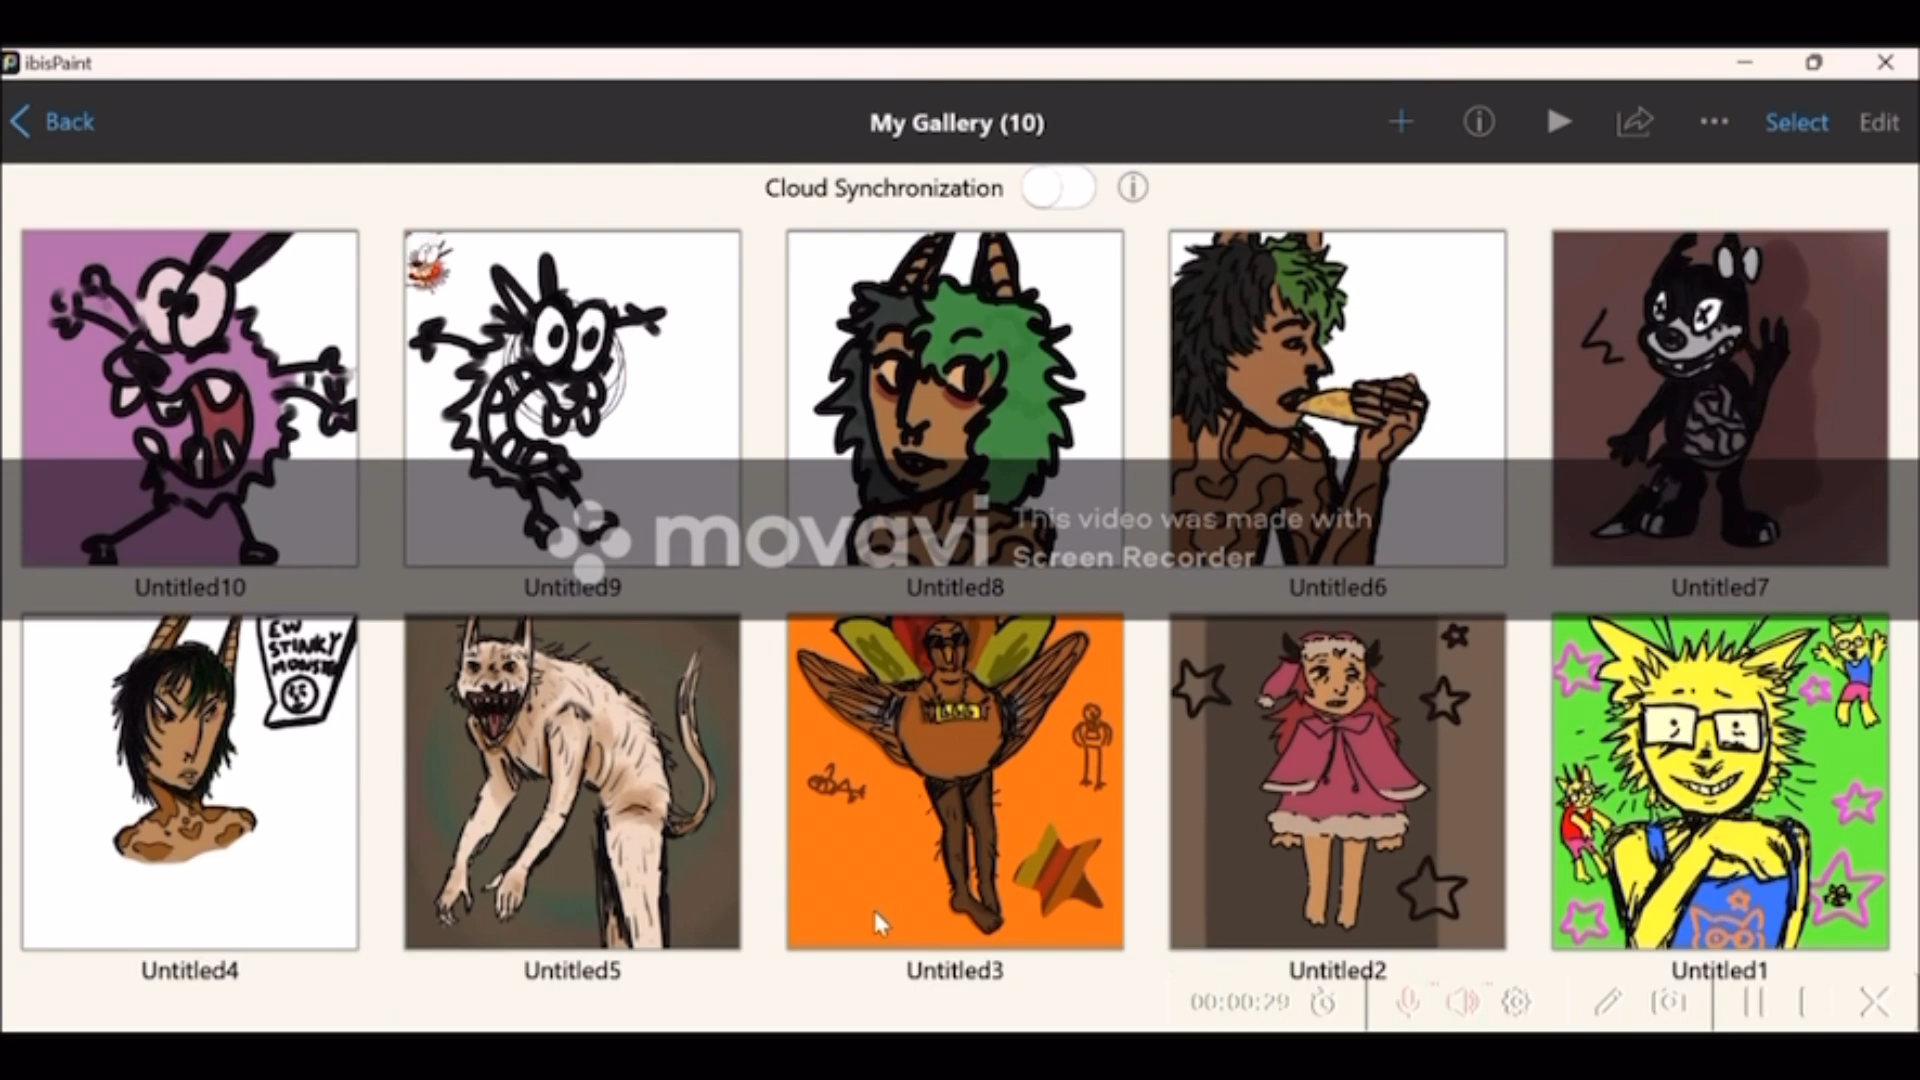 ibisPaint
Back
My Gallery (10)
Select
Edit
Cloud Synchronization
movavi
This video was made with
Screen Recorder
Untitled10
Untitled9
Untitled8
Untitled6
Untitled7
EW
STINKY
Untitled4
Untitled5
Untitled3
Untitled2
Untitled1
00:00:29